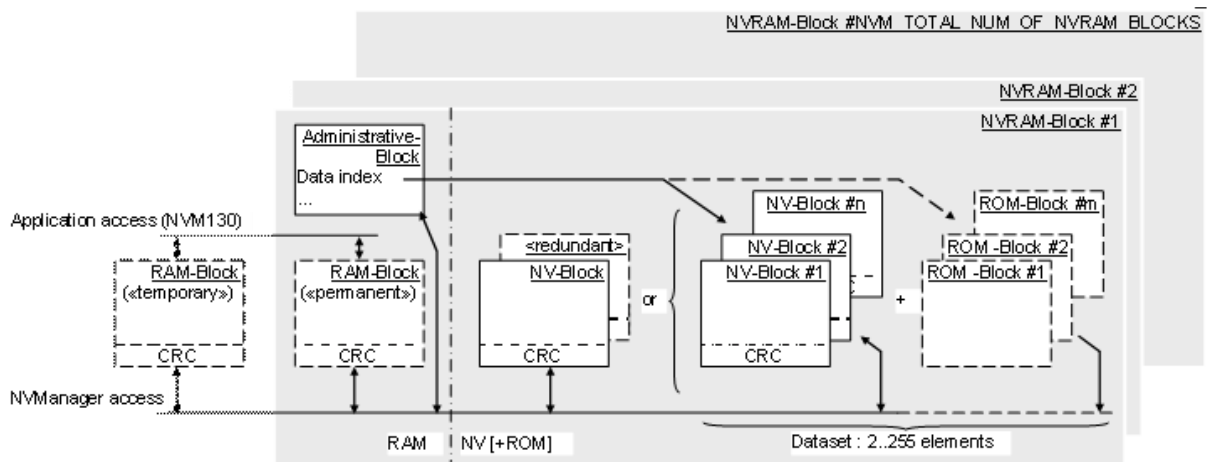 NVRAM-Block #NVM_TOTAL_NUM_OF_NVRAM_BLOCKS
NVRAM-Block #2
NVRAM-Block #1
Administrative-
Block
Data index
...
Application access (NVM130)
RAM-Block
(«temporary»)
CRC
RAM-Block
(«permanent»)
CRC
<redundant>
NV-Block
CRC
or
NV-Block #n
NV-Block #2
NV-Block #1
CRC
+
ROM-Block #m
ROM -Block #2
ROM -Block #1
NVManager access
RAM
NV [+ROM]
Dataset : 2..255 elements